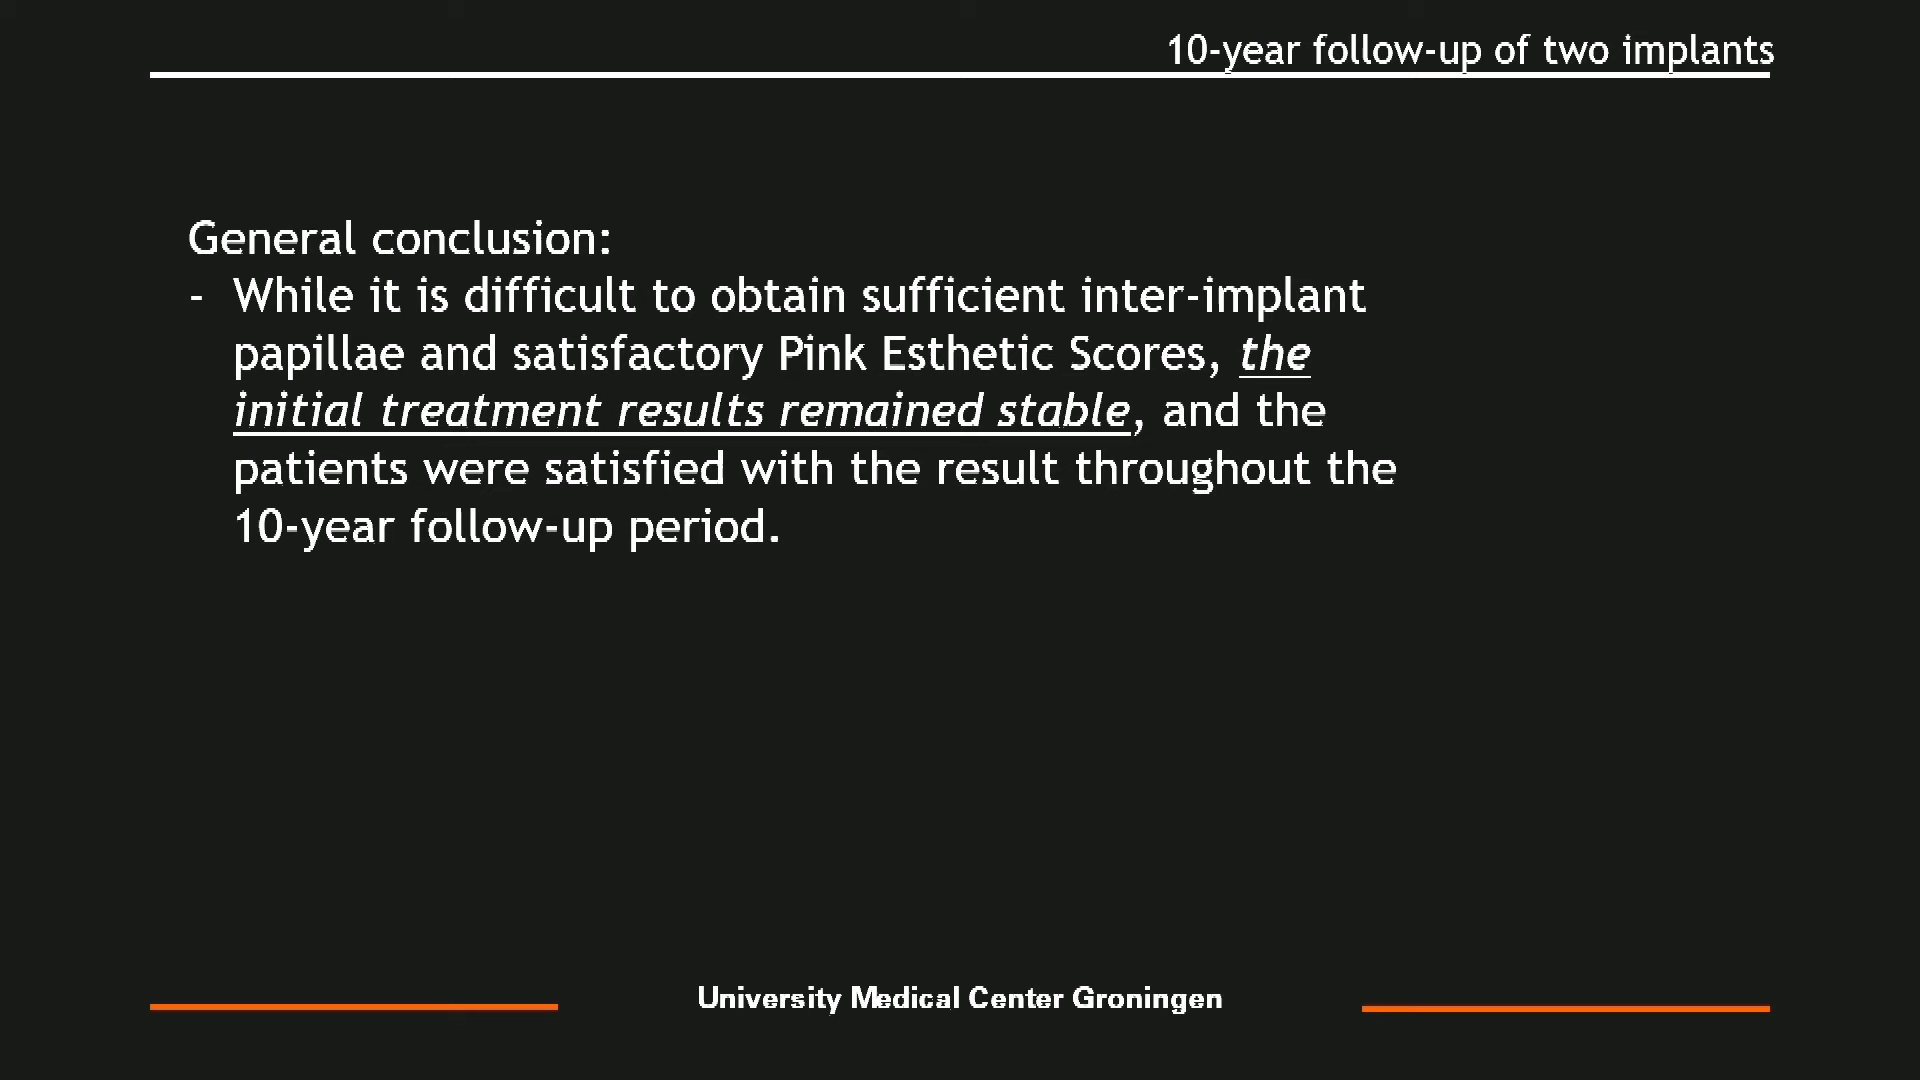 10-year follow-up of two implants
General conclusion:
- While it is difficult to obtain sufficient inter-implant
papillae and satisfactory Pink Esthetic Scores, the
initial treatment results remained stable, and the
patients were satisfied with the result throughout the
10-year follow-up period.
University Medical Center Groningen